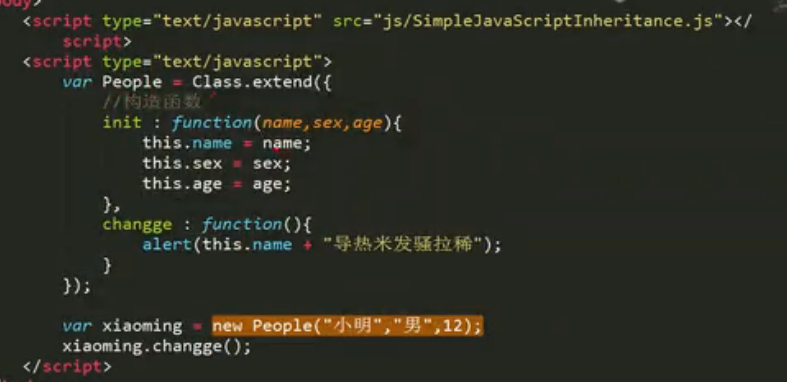 body>
<script type="text/javascript" src="js/SimpleJavaScriptInheritance.js"></
script>
<script type="text/javascript">
var People = Class.extend({
//构造函数
init : function(name,sex,age){
this.name = name;
this.sex = sex;
this.age = age;
},
changge : function(){
alert(this.name + "导热米发骚拉稀");
}
});
var xiaoming = new People("小明","男",12);
xiaoming.changge();
</script>